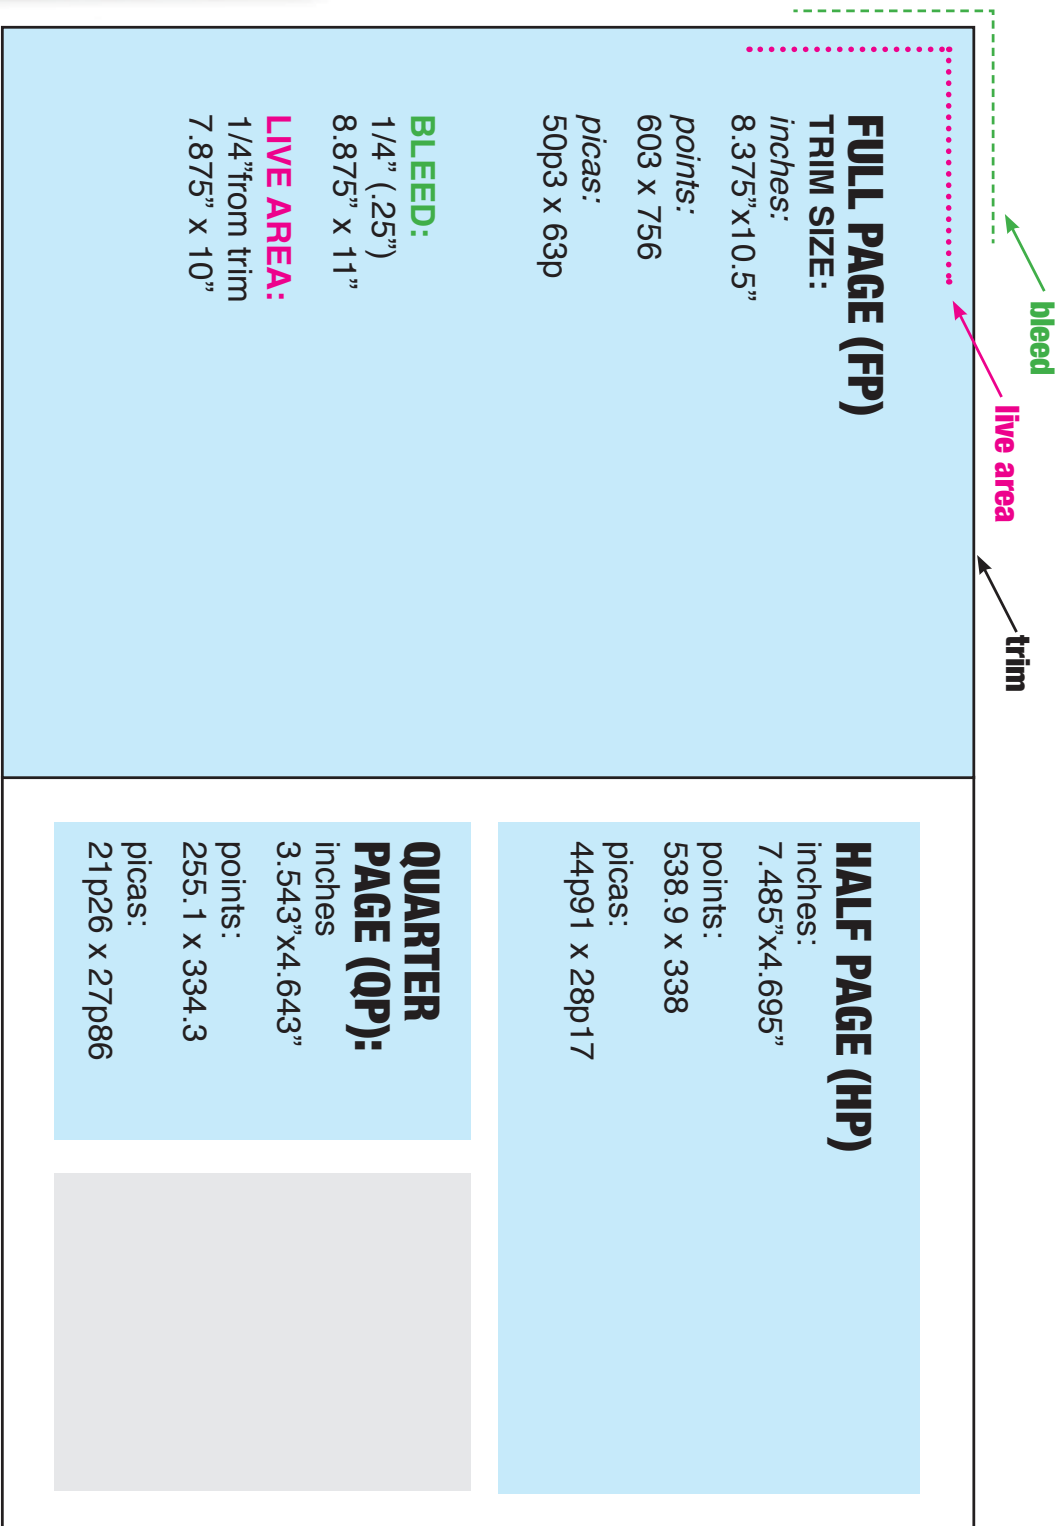 bleed
live area
trim
FULL PAGE (FP)
TRIM SIZE:
inches:
8.375”x10.5”
points:
603 x 756
picas:
50p3 x 63p
BLEED:
1/4” (.25”)
8.875” x 11”
LIVE AREA:
1/4”from trim
7.875” x 10”
HALF PAGE (HP)
inches:
7.485”x4.695”
points:
538.9 x 338
picas:
44p91 x 28p17
QUARTER
PAGE (QP):
inches
3.543”x4.643”
points:
255.1 x 334.3
picas:
21p26 x 27p86